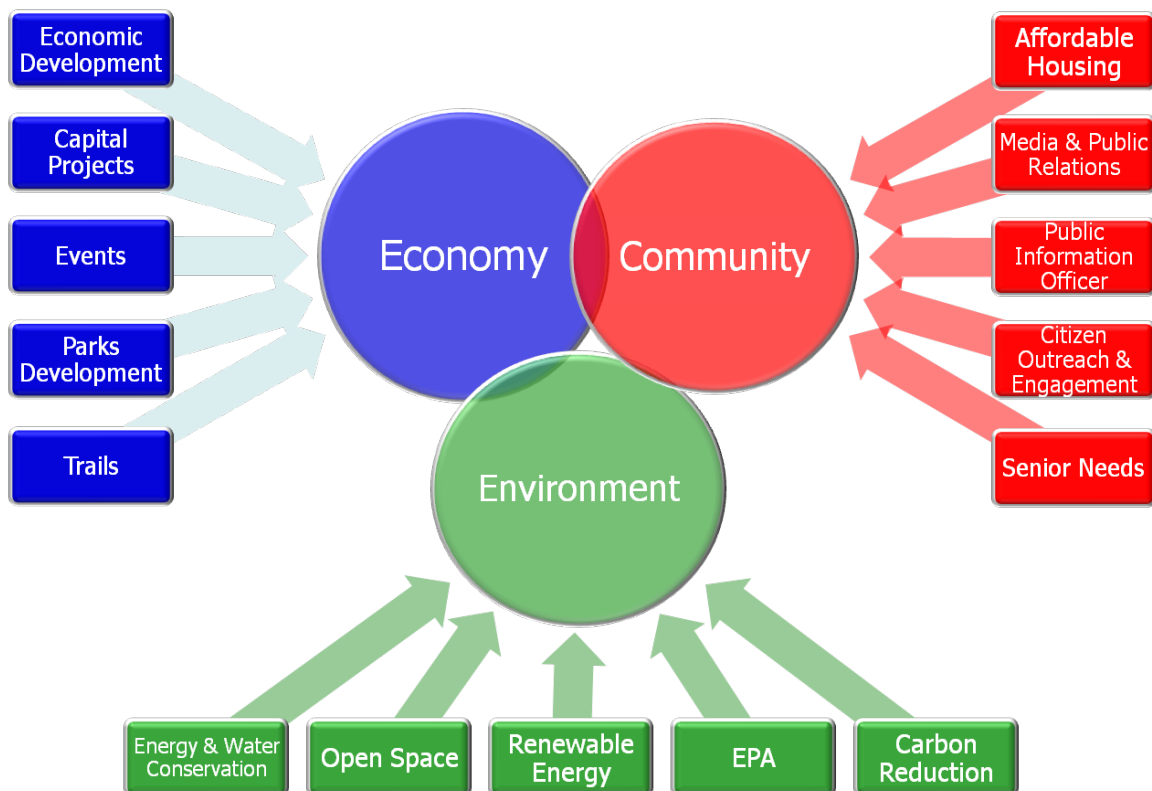 Economic
Development
Capital
Projects
Events
Parks
Development
Trails
Economy
Community
Environment
Affordable
Housing
Media & Public
Relations
Public
Information
Officer
Citizen
Outreach &
Engagement
Senior Needs
Energy & Water
Conservation
Open Space
Renewable
Energy
EPA
Carbon
Reduction